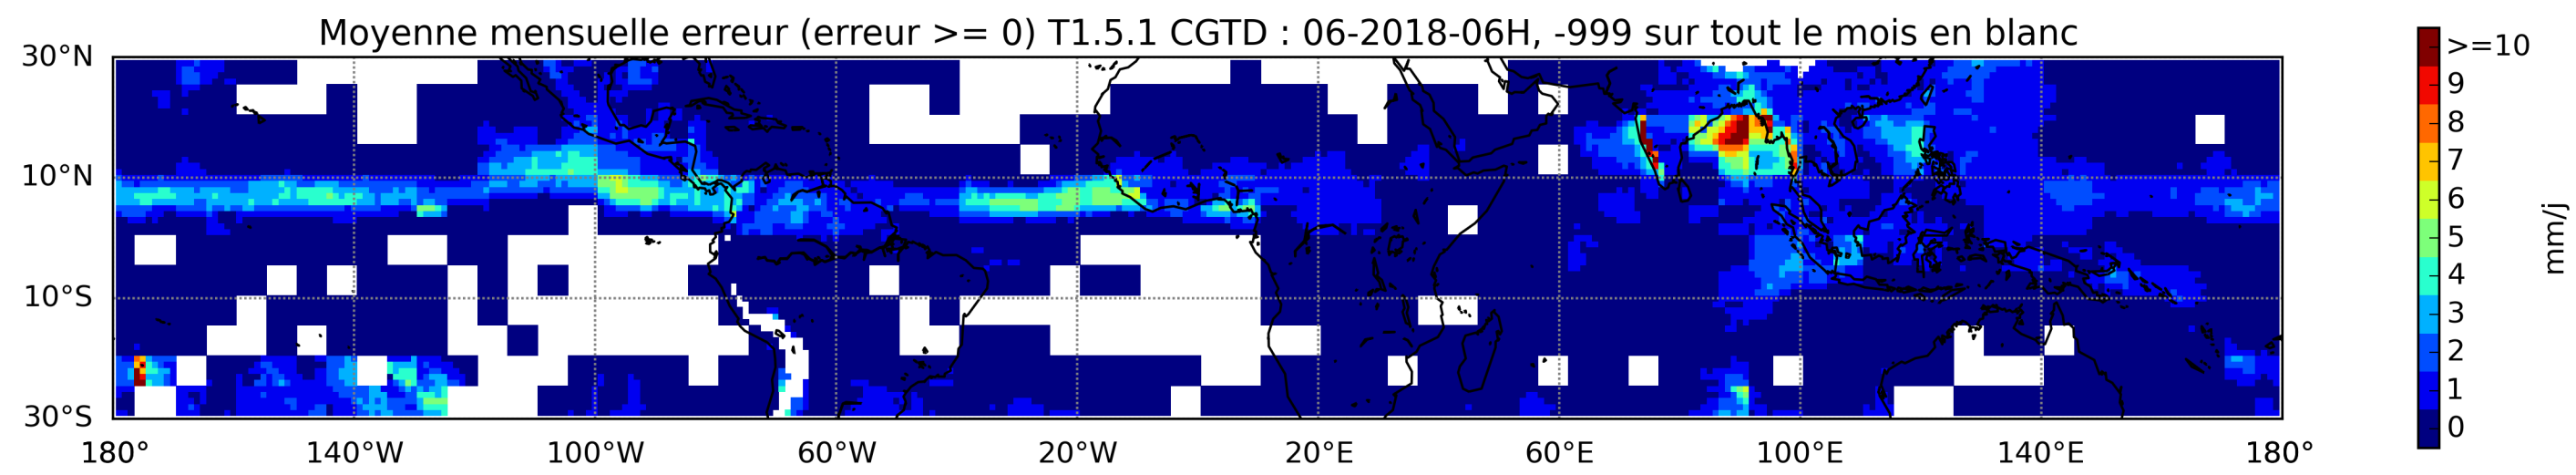 Moyenne mensuelle erreur (erreur >= 0) T1.5.1 CGTD : 06-2018-06H, -999 sur tout le mois en blanc
30°N
10°N
10°S
30°S
180°
140°W
100°W
60°W
20°W
20°E
60°E
100°E
140°E
180°
>=10
9
8
7
6
5
4
3
2
1
0
mm/j